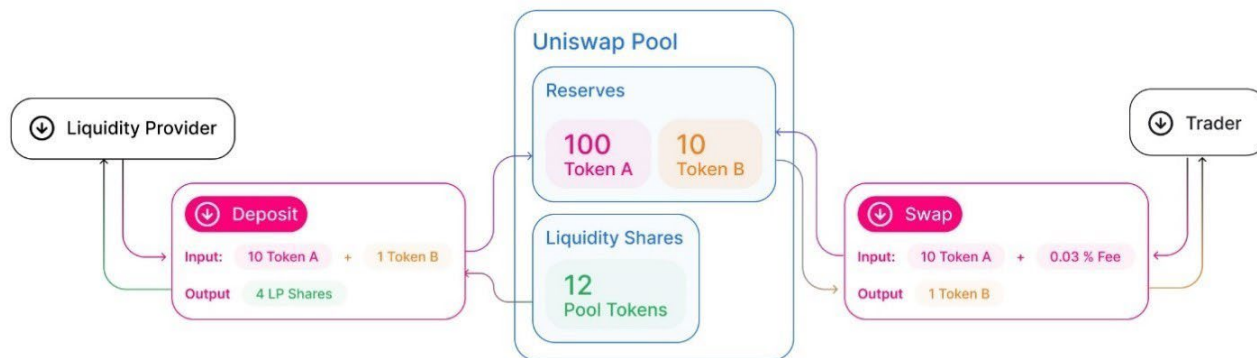 Uniswap Pool
Reserves
100
Token A
10
Token B
Liquidity Provider
Trader
Deposit
Input: 10 Token A + 1 Token B
Output 4 LP Shares
Liquidity Shares
12
Pool Tokens
Swap
Input: 10 Token A + 0.03 % Fee
Output 1 Token B